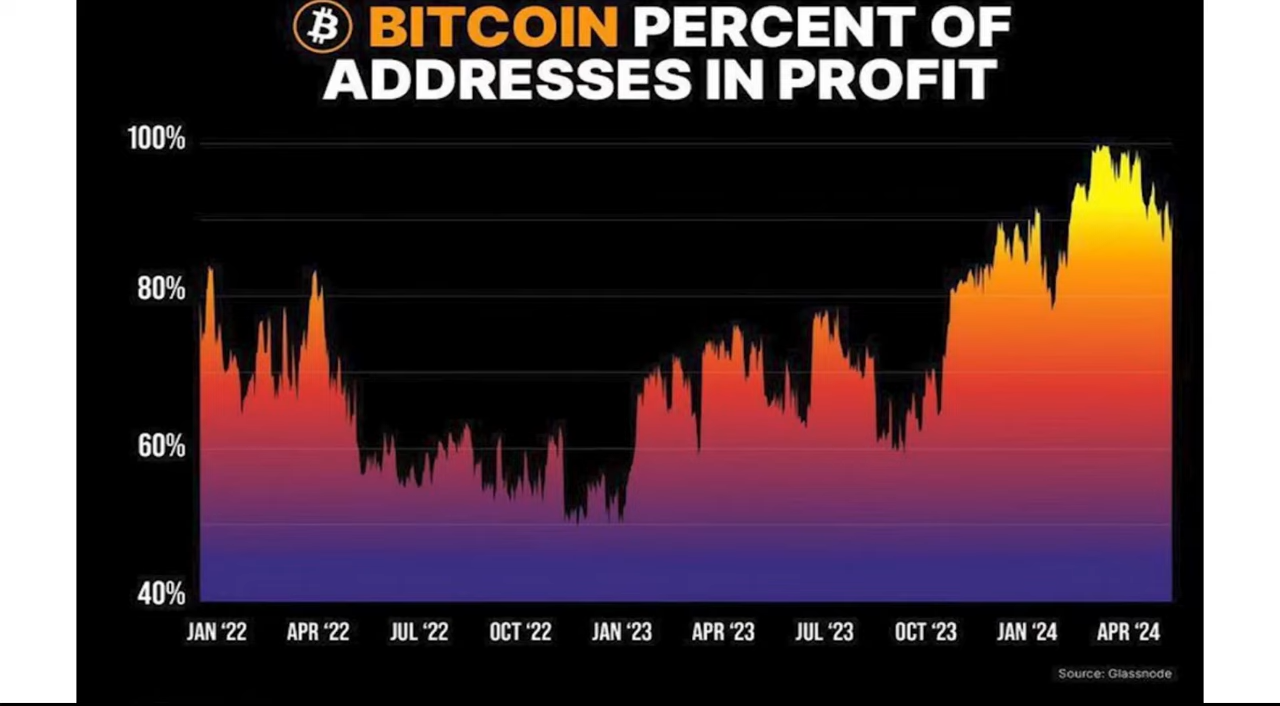 BITCOIN PERCENT OF
ADDRESSES IN PROFIT
100%
80%
60%
40%
JAN ‘22 APR ‘22 JUL ‘22 OCT ‘22 JAN ‘23 APR ‘23 JUL ‘23 OCT ‘23 JAN ‘24 APR ‘24
Source: Glassnode